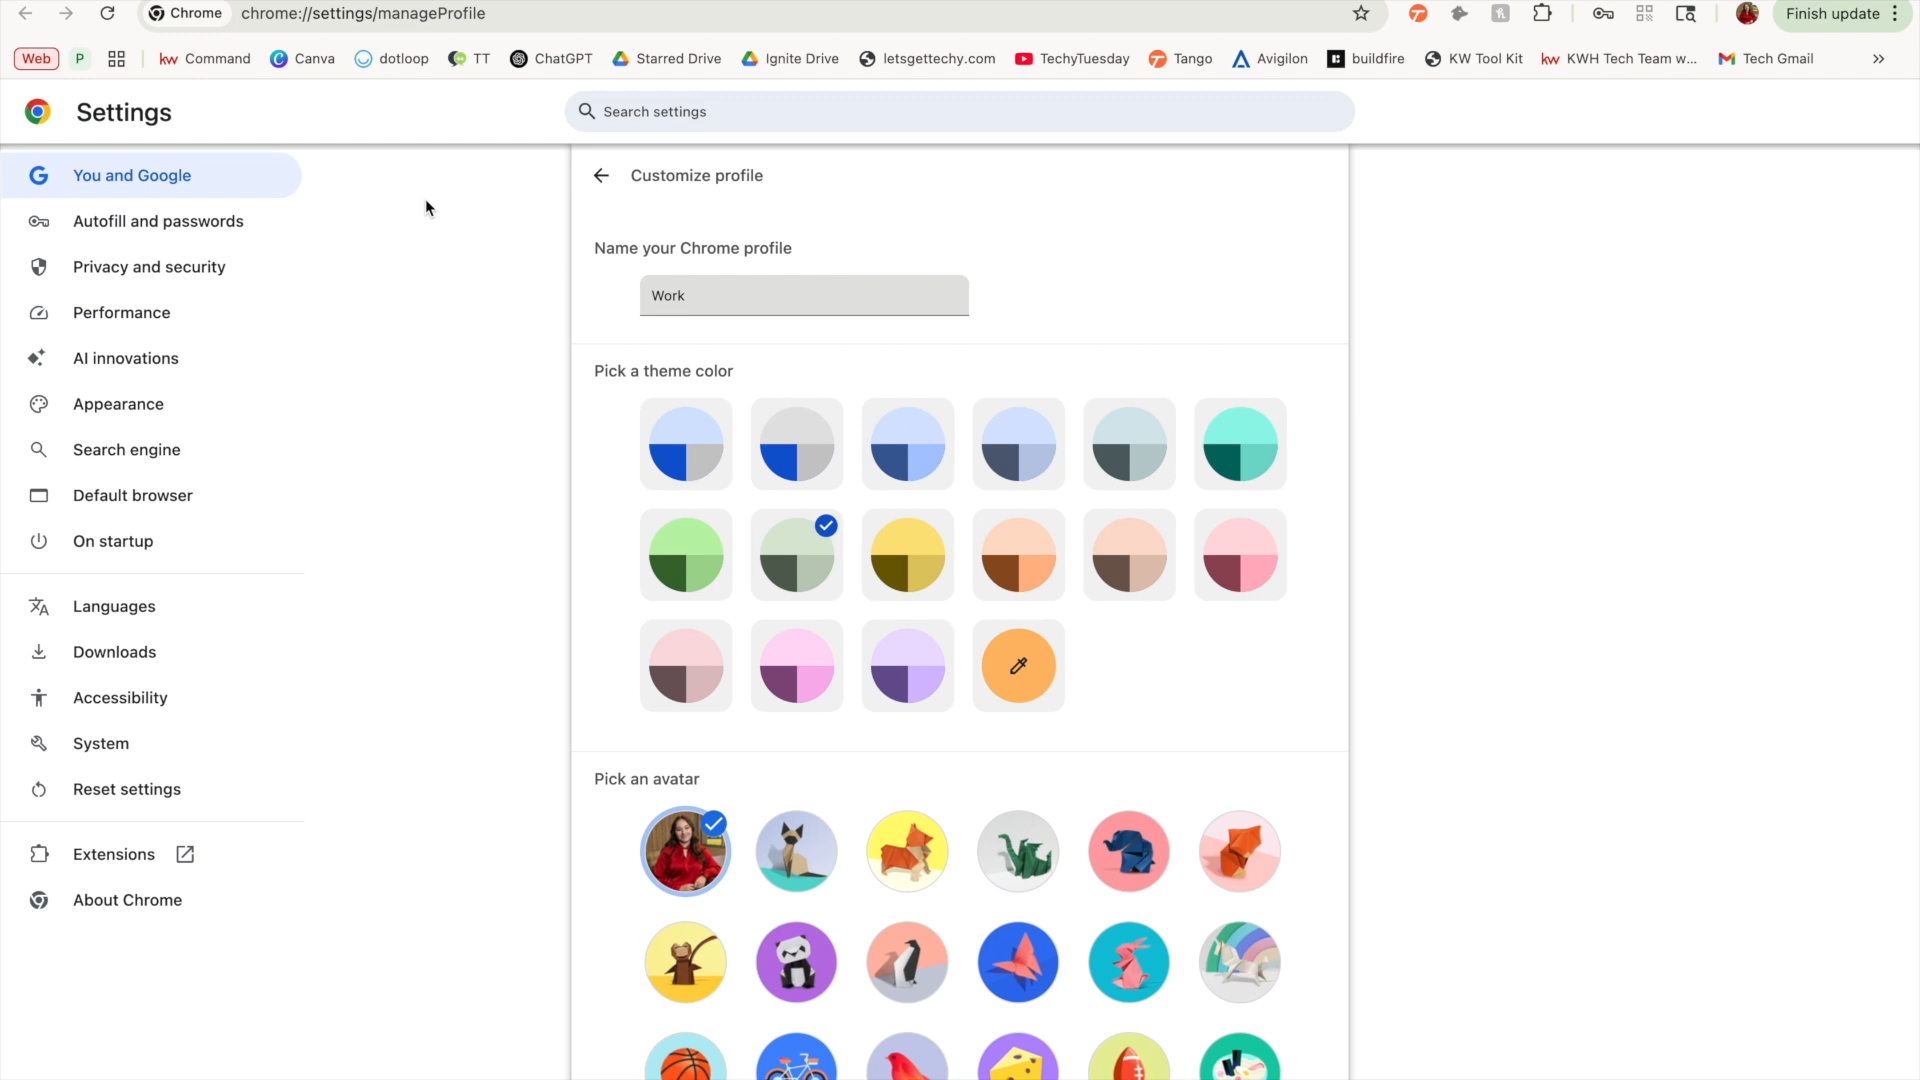 Chrome chrome://settings/manageProfile Finish update
Web P kw Command Canva dotloop TT ChatGPT Starred Drive Ignite Drive letsgettechy.com TechyTuesday Tango Avigilon buildfire KW Tool Kit kw KWH Tech Team w... Tech Gmail
Settings
Search settings
You and Google
Autofill and passwords
Privacy and security
Performance
AI innovations
Appearance
Search engine
Default browser
On startup
Languages
Downloads
Accessibility
System
Reset settings
Extensions
About Chrome
Customize profile
Name your Chrome profile
Work
Pick a theme color
Pick an avatar